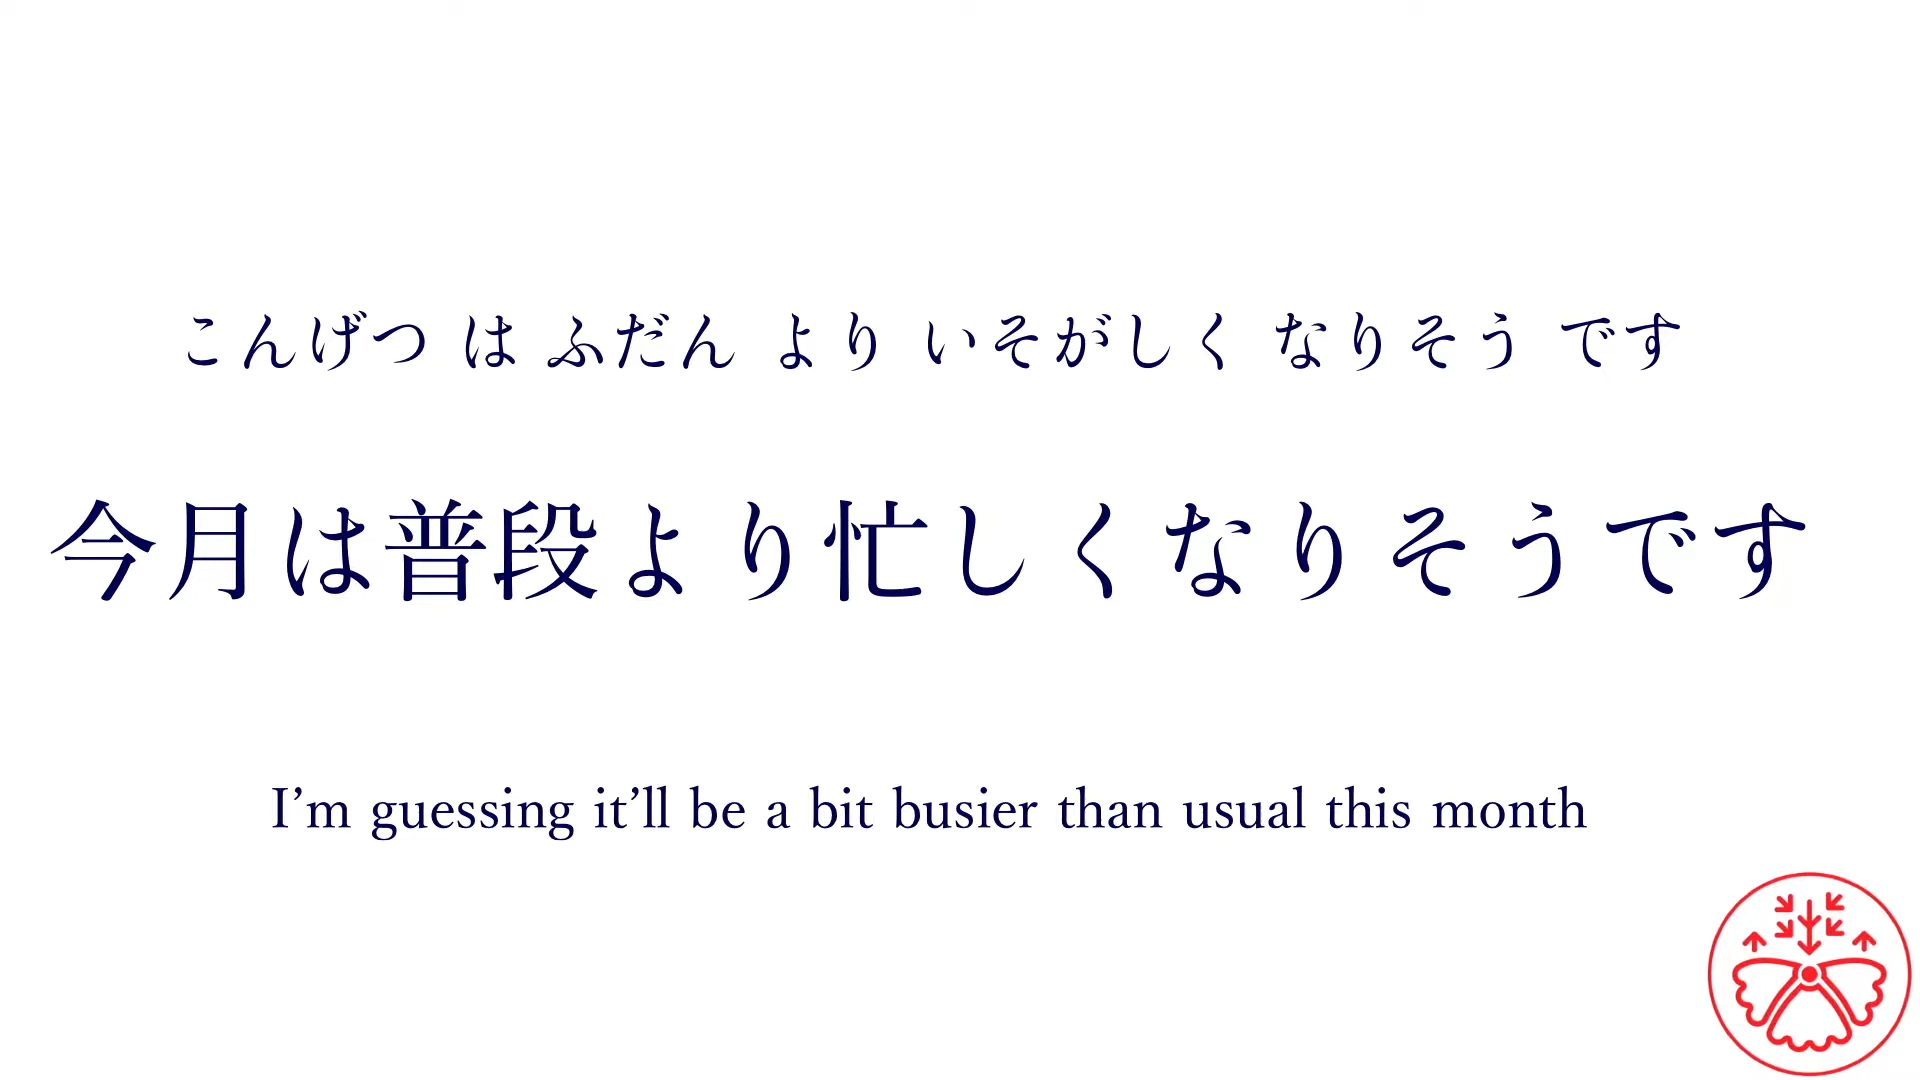 こんげつ は ふだん より いそがしく なりそう です
今月は普段より忙しくなりそうです
I’m guessing it’ll be a bit busier than usual this month